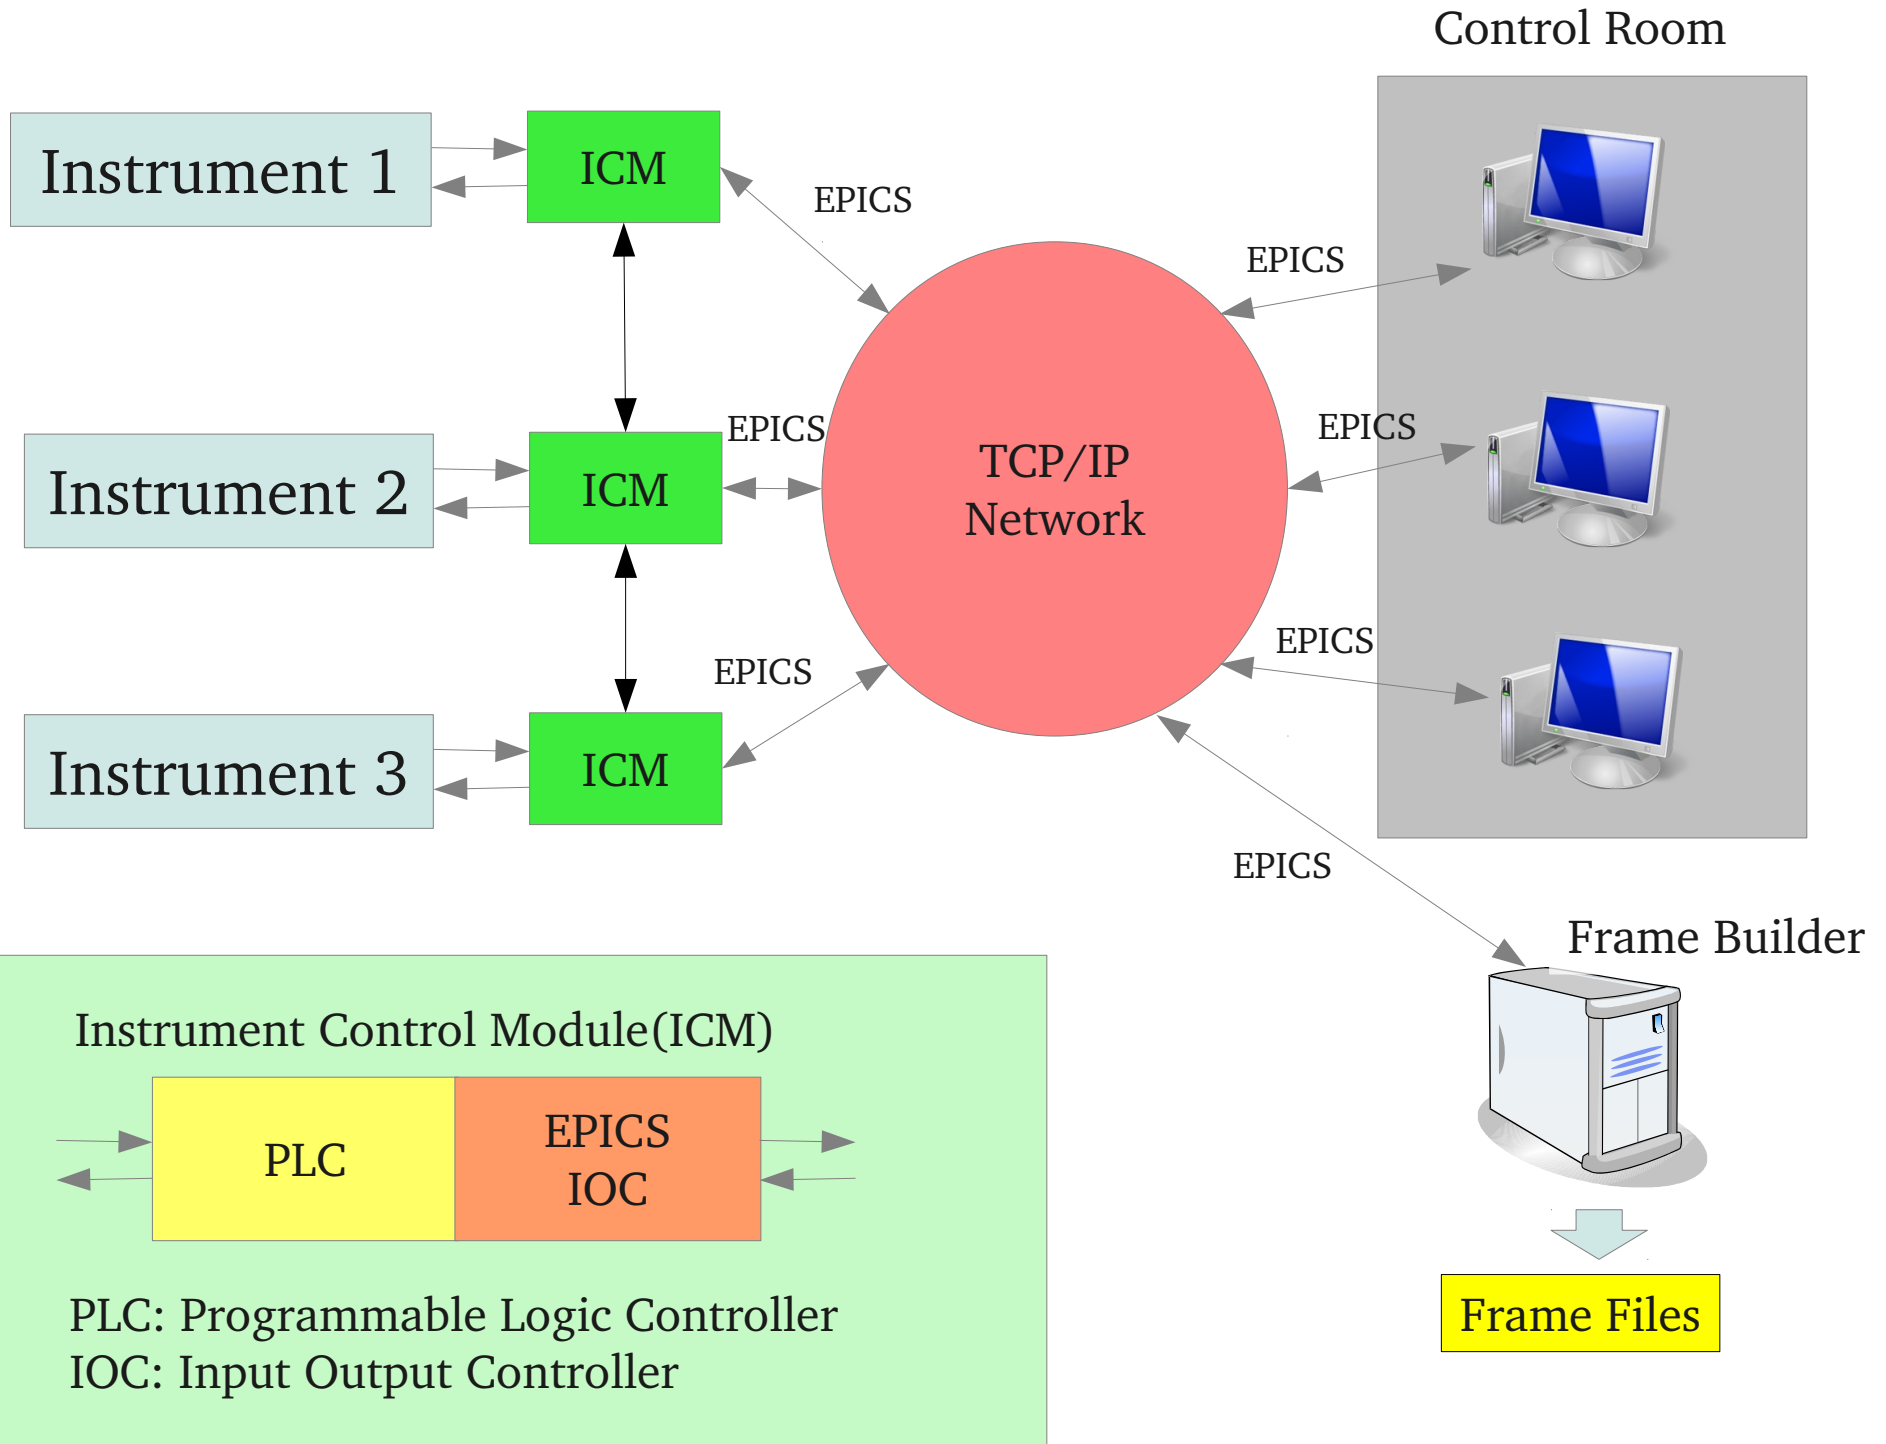 Control Room
Instrument 1
ICM
EPICS
EPICS
Instrument 2
ICM
EPICS
TCP/IP
Network
EPICS
Instrument 3
ICM
EPICS
EPICS
EPICS
Frame Builder
Instrument Control Module(ICM)
PLC
EPICS
IOC
PLC: Programmable Logic Controller
IOC: Input Output Controller
Frame Files